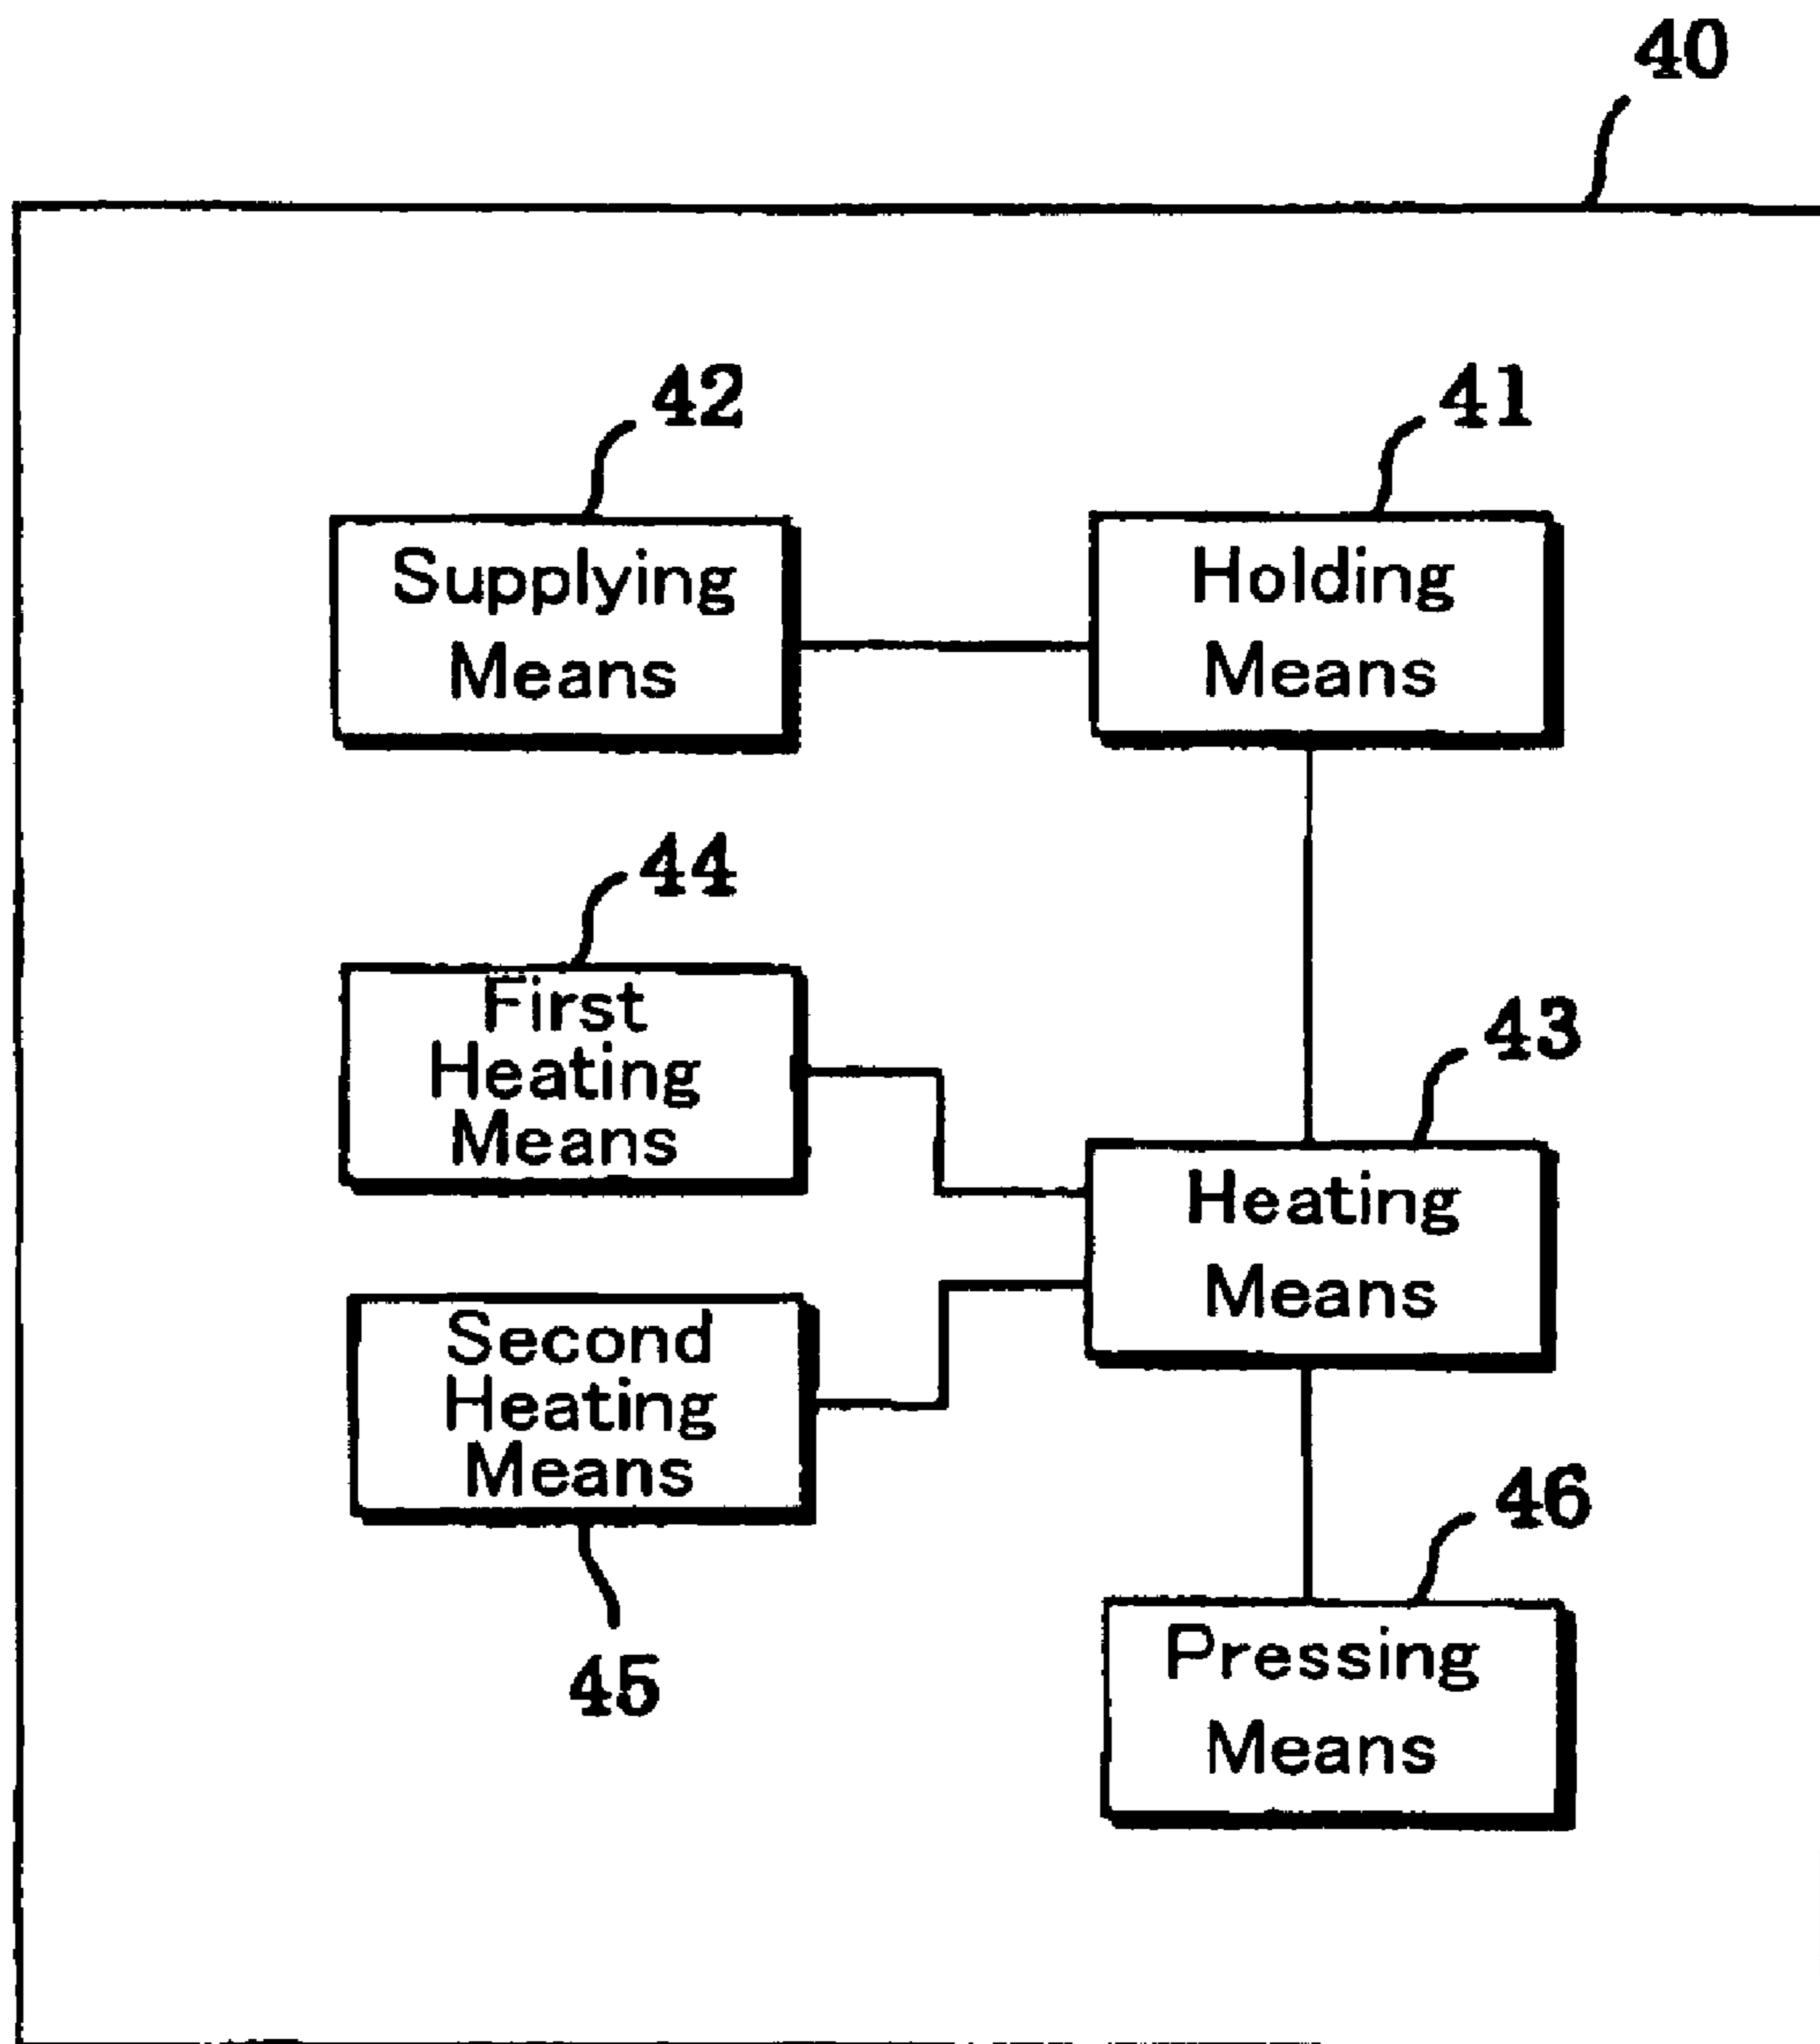 40
42
41
Supplying
Means
Holding
Means
44
First
Heating
Means
43
Heating
Means
Second
Heating
Means
45
46
Pressing
Means